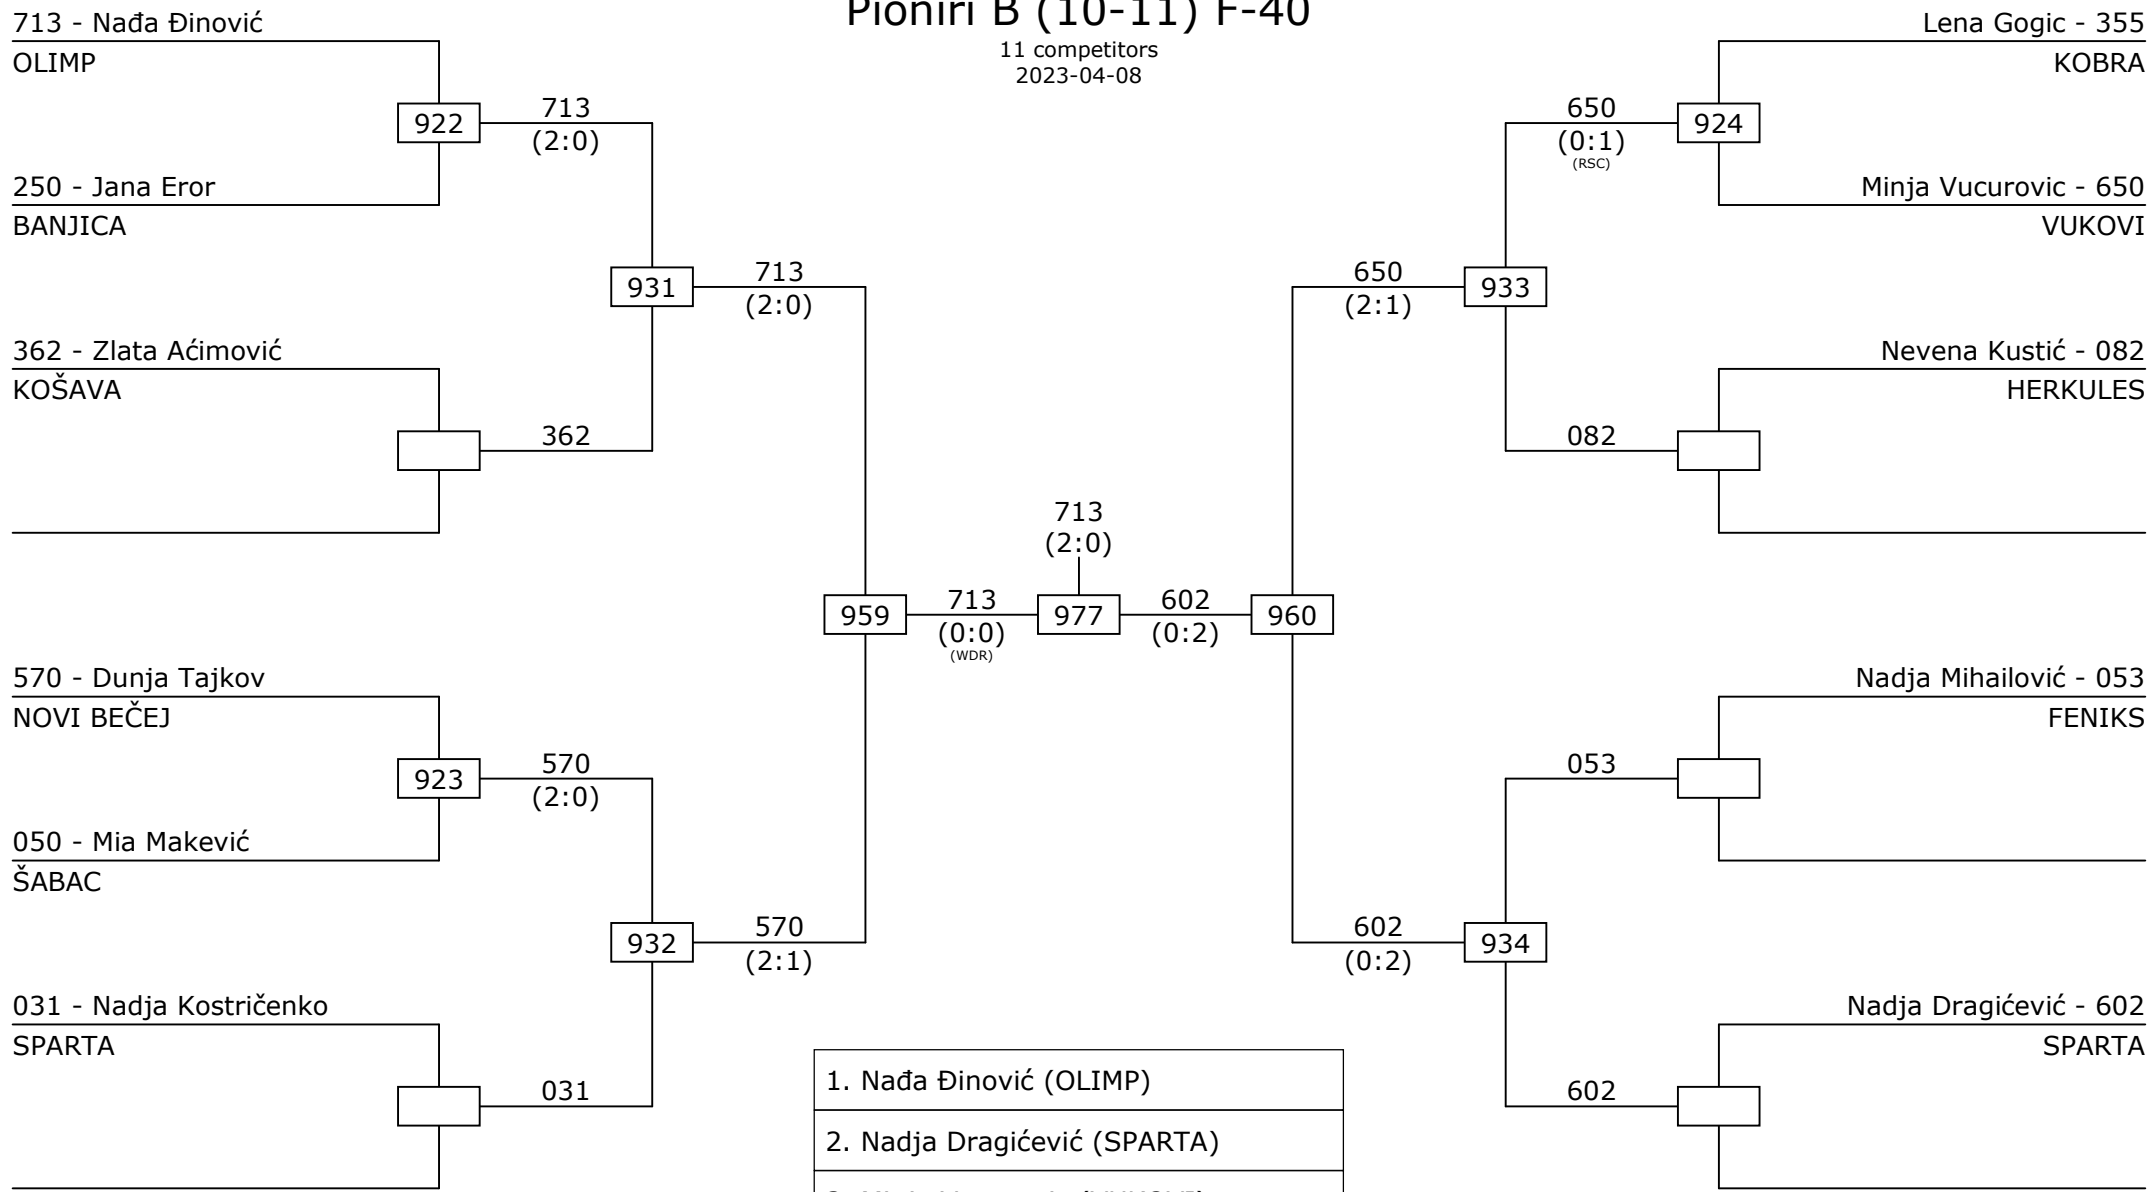 Pioniri B (10-11) F-40
11 competitors
2023-04-08
713 - Nađa Đinović
OLIMP
922
713
(2:0)
250 - Jana Eror
BANJICA
931
713
(2:0)
362 - Zlata Aćimović
KOŠAVA
362
959
713
(0:0)
(WDR)
570 - Dunja Tajkov
NOVI BEČEJ
923
570
(2:0)
050 - Mia Makević
ŠABAC
932
570
(2:1)
031 - Nadja Kostričenko
SPARTA
031
713
(2:0)
977
602
(0:2)
960
Lena Gogic - 355
KOBRA
650
(0:1)
(RSC)
924
Minja Vucurovic - 650
VUKOVI
650
(2:1)
933
Nevena Kustić - 082
HERKULES
082
Nadja Mihailović - 053
FENIKS
053
602
(0:2)
934
Nadja Dragićević - 602
SPARTA
602
1. Nađa Đinović (OLIMP)
2. Nadja Dragićević (SPARTA)